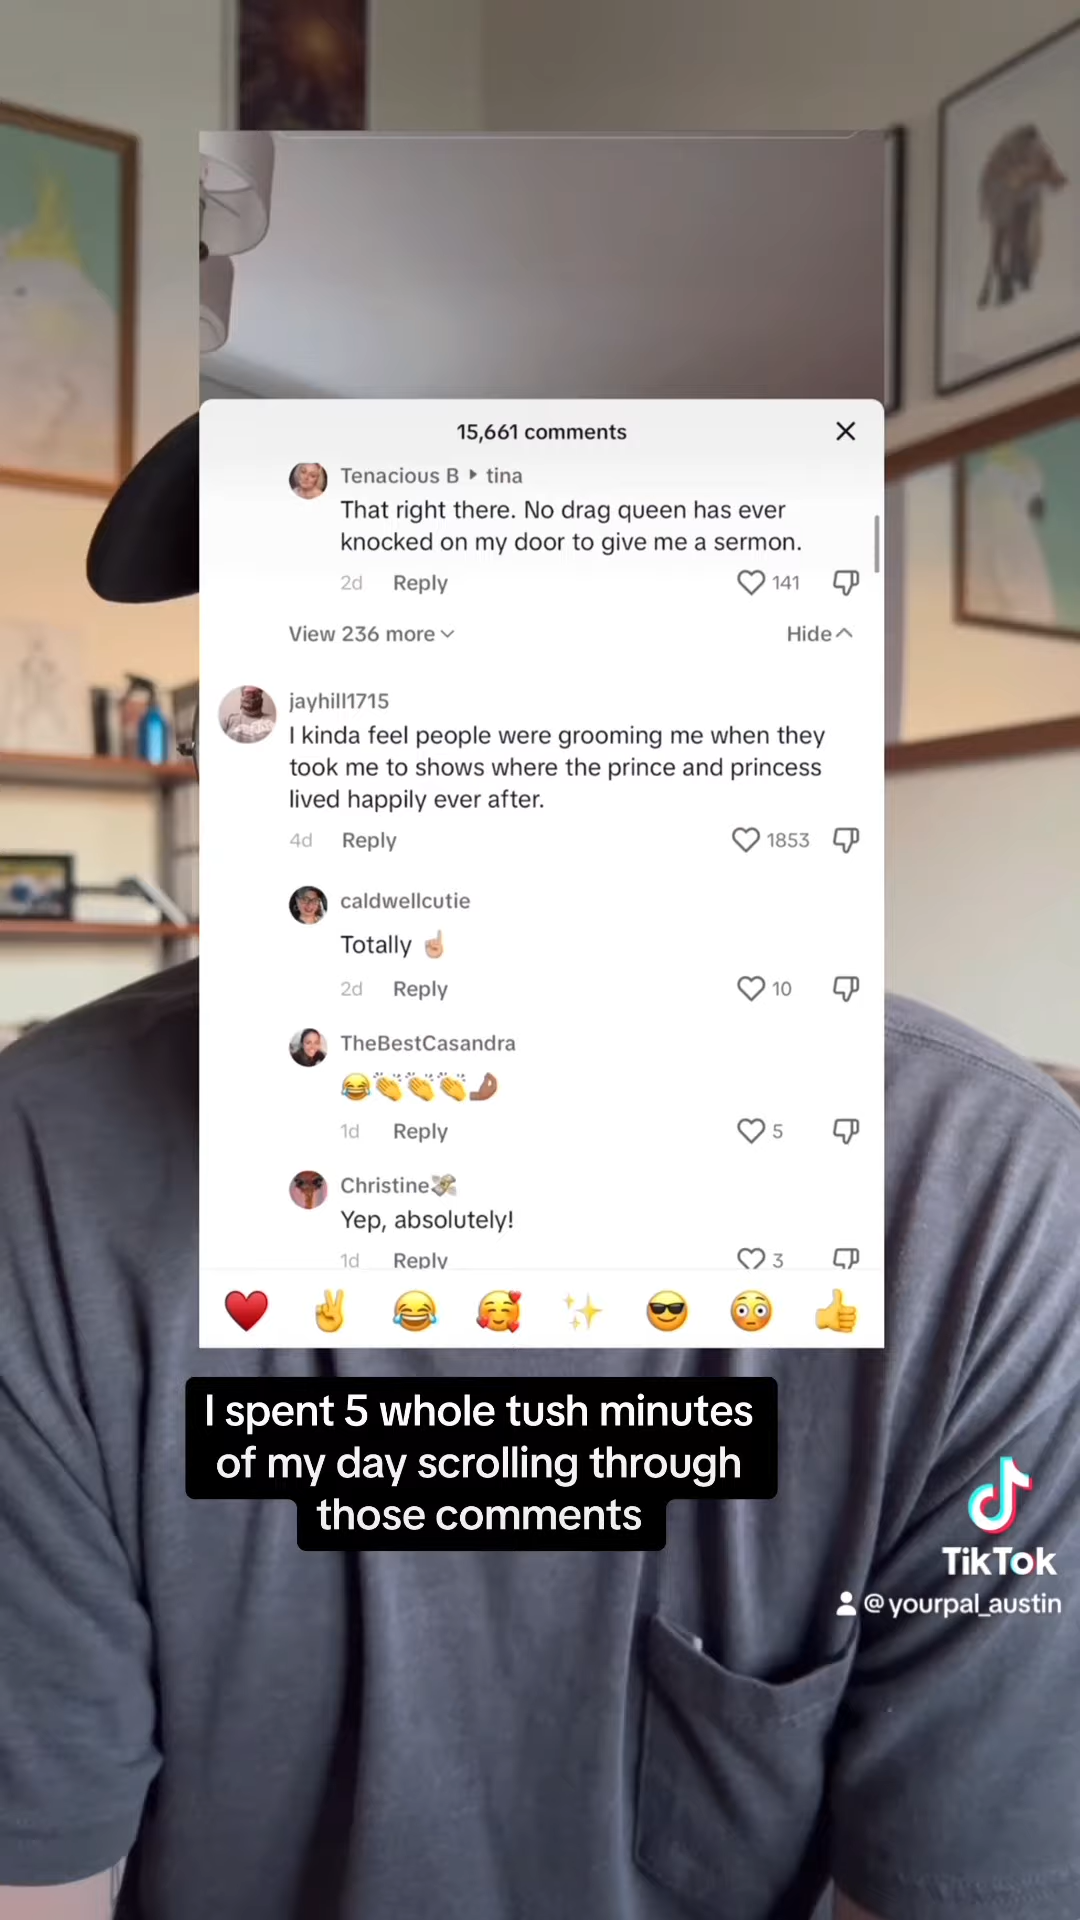 15,661 comments
Tenacious B ▸ tina
That right there. No drag queen has ever
knocked on my door to give me a sermon.
2d Reply 141
View 236 more Hide
jayhill1715
I kinda feel people were grooming me when they
took me to shows where the prince and princess
lived happily ever after.
4d Reply 1853
caldwellcutie
Totally ☝🏼
2d Reply 10
TheBestCasandra
😂👏👏👏🤌🏾
1d Reply 5
Christine💸
Yep, absolutely!
1d Reply 3
I spent 5 whole tush minutes
of my day scrolling through
those comments
TikTok
@yourpal_austin